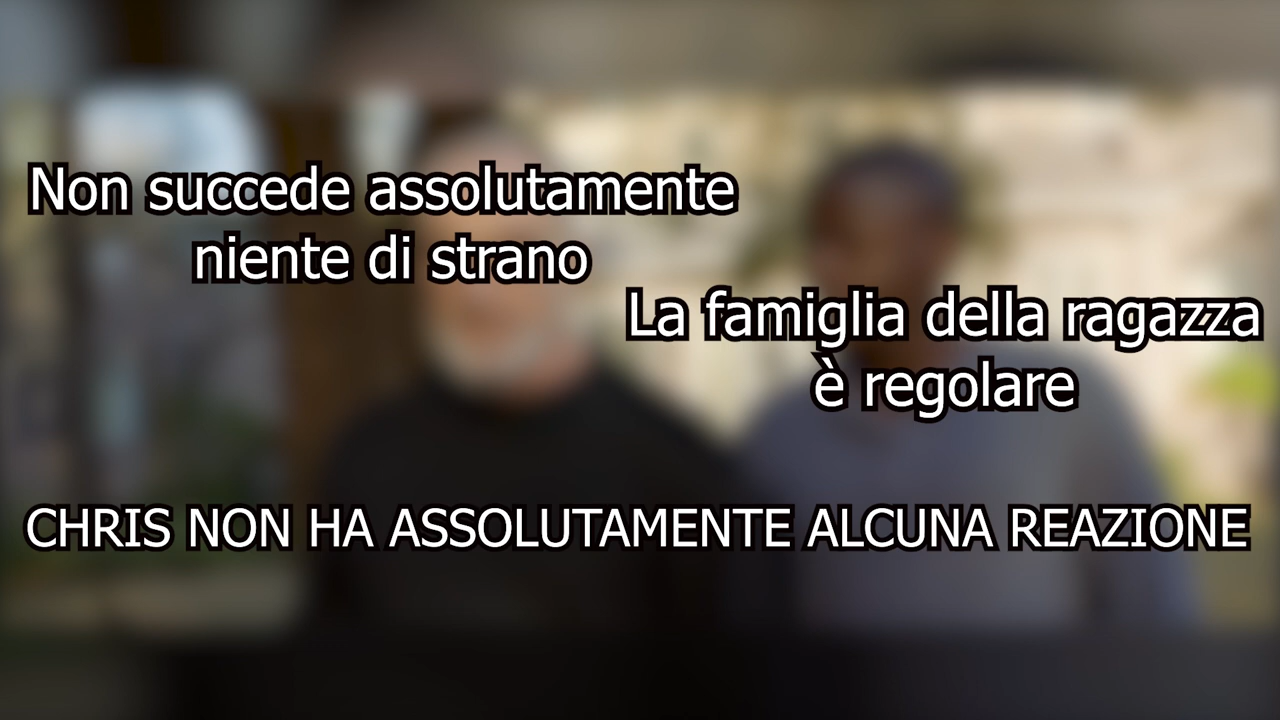 Non succede assolutamente
niente di strano
La famiglia della ragazza
è regolare
CHRIS NON HA ASSOLUTAMENTE ALCUNA REAZIONE